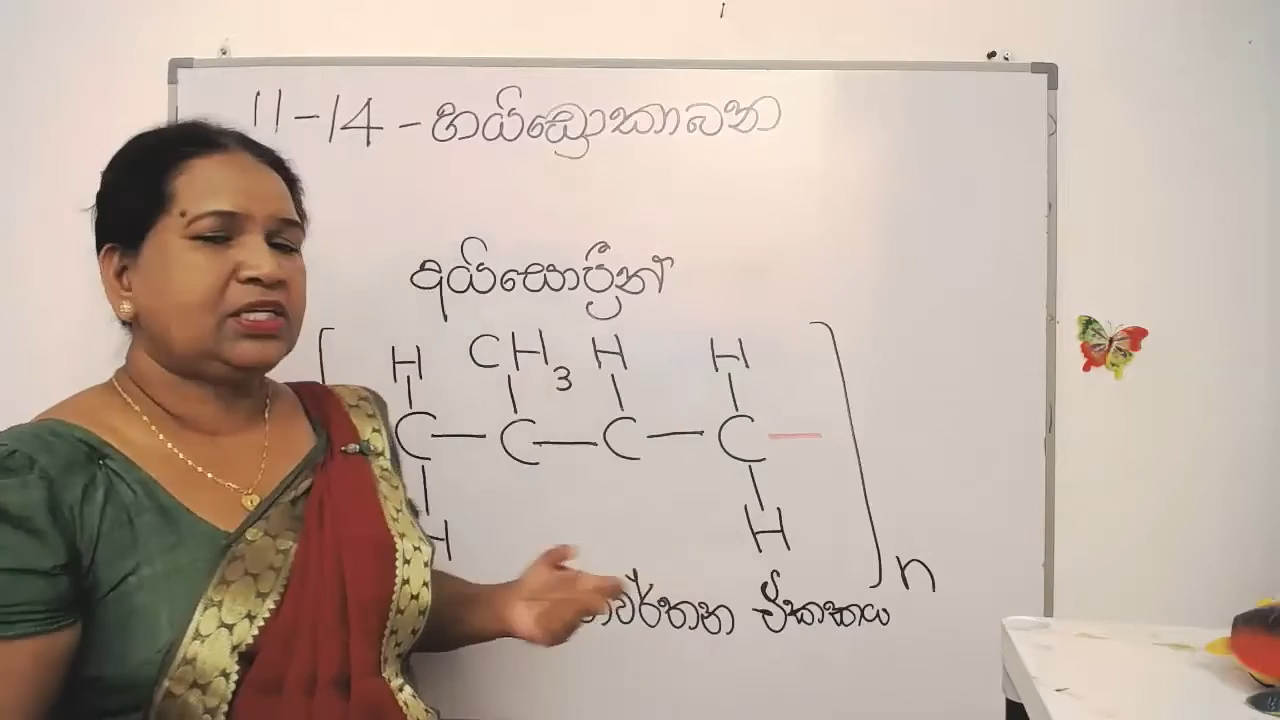 11-14 - හයිඩ්‍රොකාබන
අයිසොප්‍රීන්
H CH3 H H
C — C — C — C —
H H
n
ඒකකය